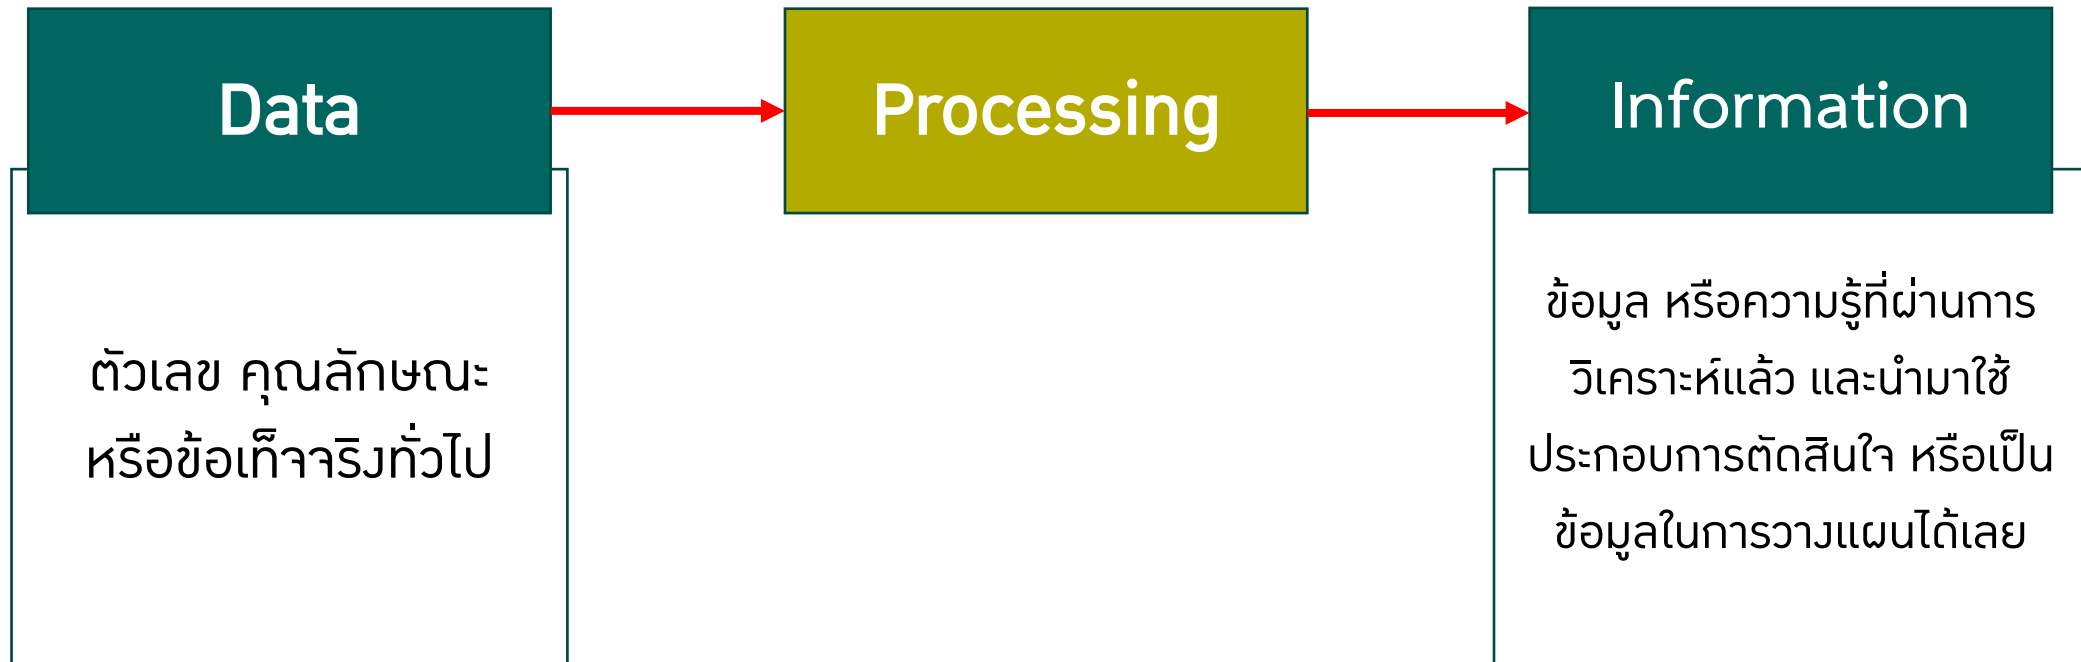 Data
Processing
Information
ตัวเลข คุณลักษณะ
หรือข้อเท็จจริงทั่วไป
ข้อมูล หรือความรู้ที่ผ่านการ
วิเคราะห์แล้ว และนำมาใช้
ประกอบการตัดสินใจ หรือเป็น
ข้อมูลในการวางแผนได้เลย